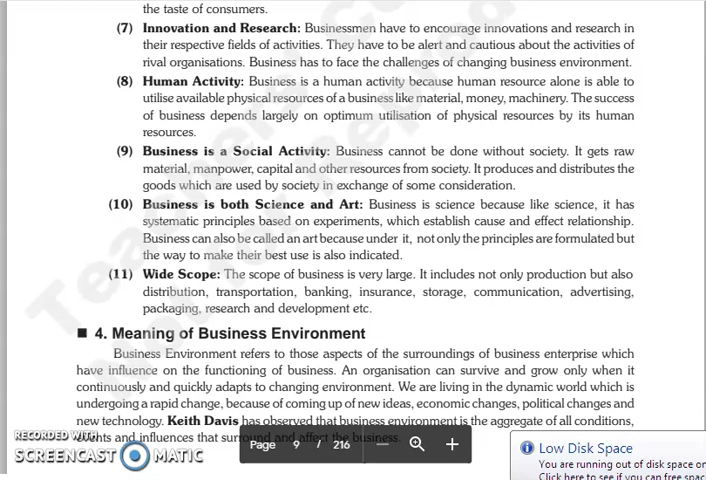 the taste of consumers.
(7) Innovation and Research: Businessmen have to encourage innovations and research in
their respective fields of activities. They have to be alert and cautious about the activities of
rival organisations. Business has to face the challenges of changing business environment.
(8) Human Activity: Business is a human activity because human resource alone is able to
utilise available physical resources of a business like material, money, machinery. The success
of business depends largely on optimum utilisation of physical resources by its human
resources.
(9) Business is a Social Activity: Business cannot be done without society. It gets raw
material, manpower, capital and other resources from society. It produces and distributes the
goods which are used by society in exchange of some consideration.
(10) Business is both Science and Art: Business is science because like science, it has
systematic principles based on experiments, which establish cause and effect relationship.
Business can also be called an art because under it, not only the principles are formulated but
the way to make their best use is also indicated.
(11) Wide Scope: The scope of business is very large. It includes not only production but also
distribution, transportation, banking, insurance, storage, communication, advertising,
packaging, research and development etc.
■ 4. Meaning of Business Environment
Business Environment refers to those aspects of the surroundings of business enterprise which
have influence on the functioning of business. An organisation can survive and grow only when it
continuously and quickly adapts to changing environment. We are living in the dynamic world which is
undergoing a rapid change, because of coming up of new ideas, economic changes, political changes and
new technology. Keith Davis has observed that business environment is the aggregate of all conditions,
events and influences that surround and affect the business.
Page 9 / 216
RECORDED WITH
SCREENCAST MATIC
Low Disk Space
You are running out of disk space
Click here to see if you can free